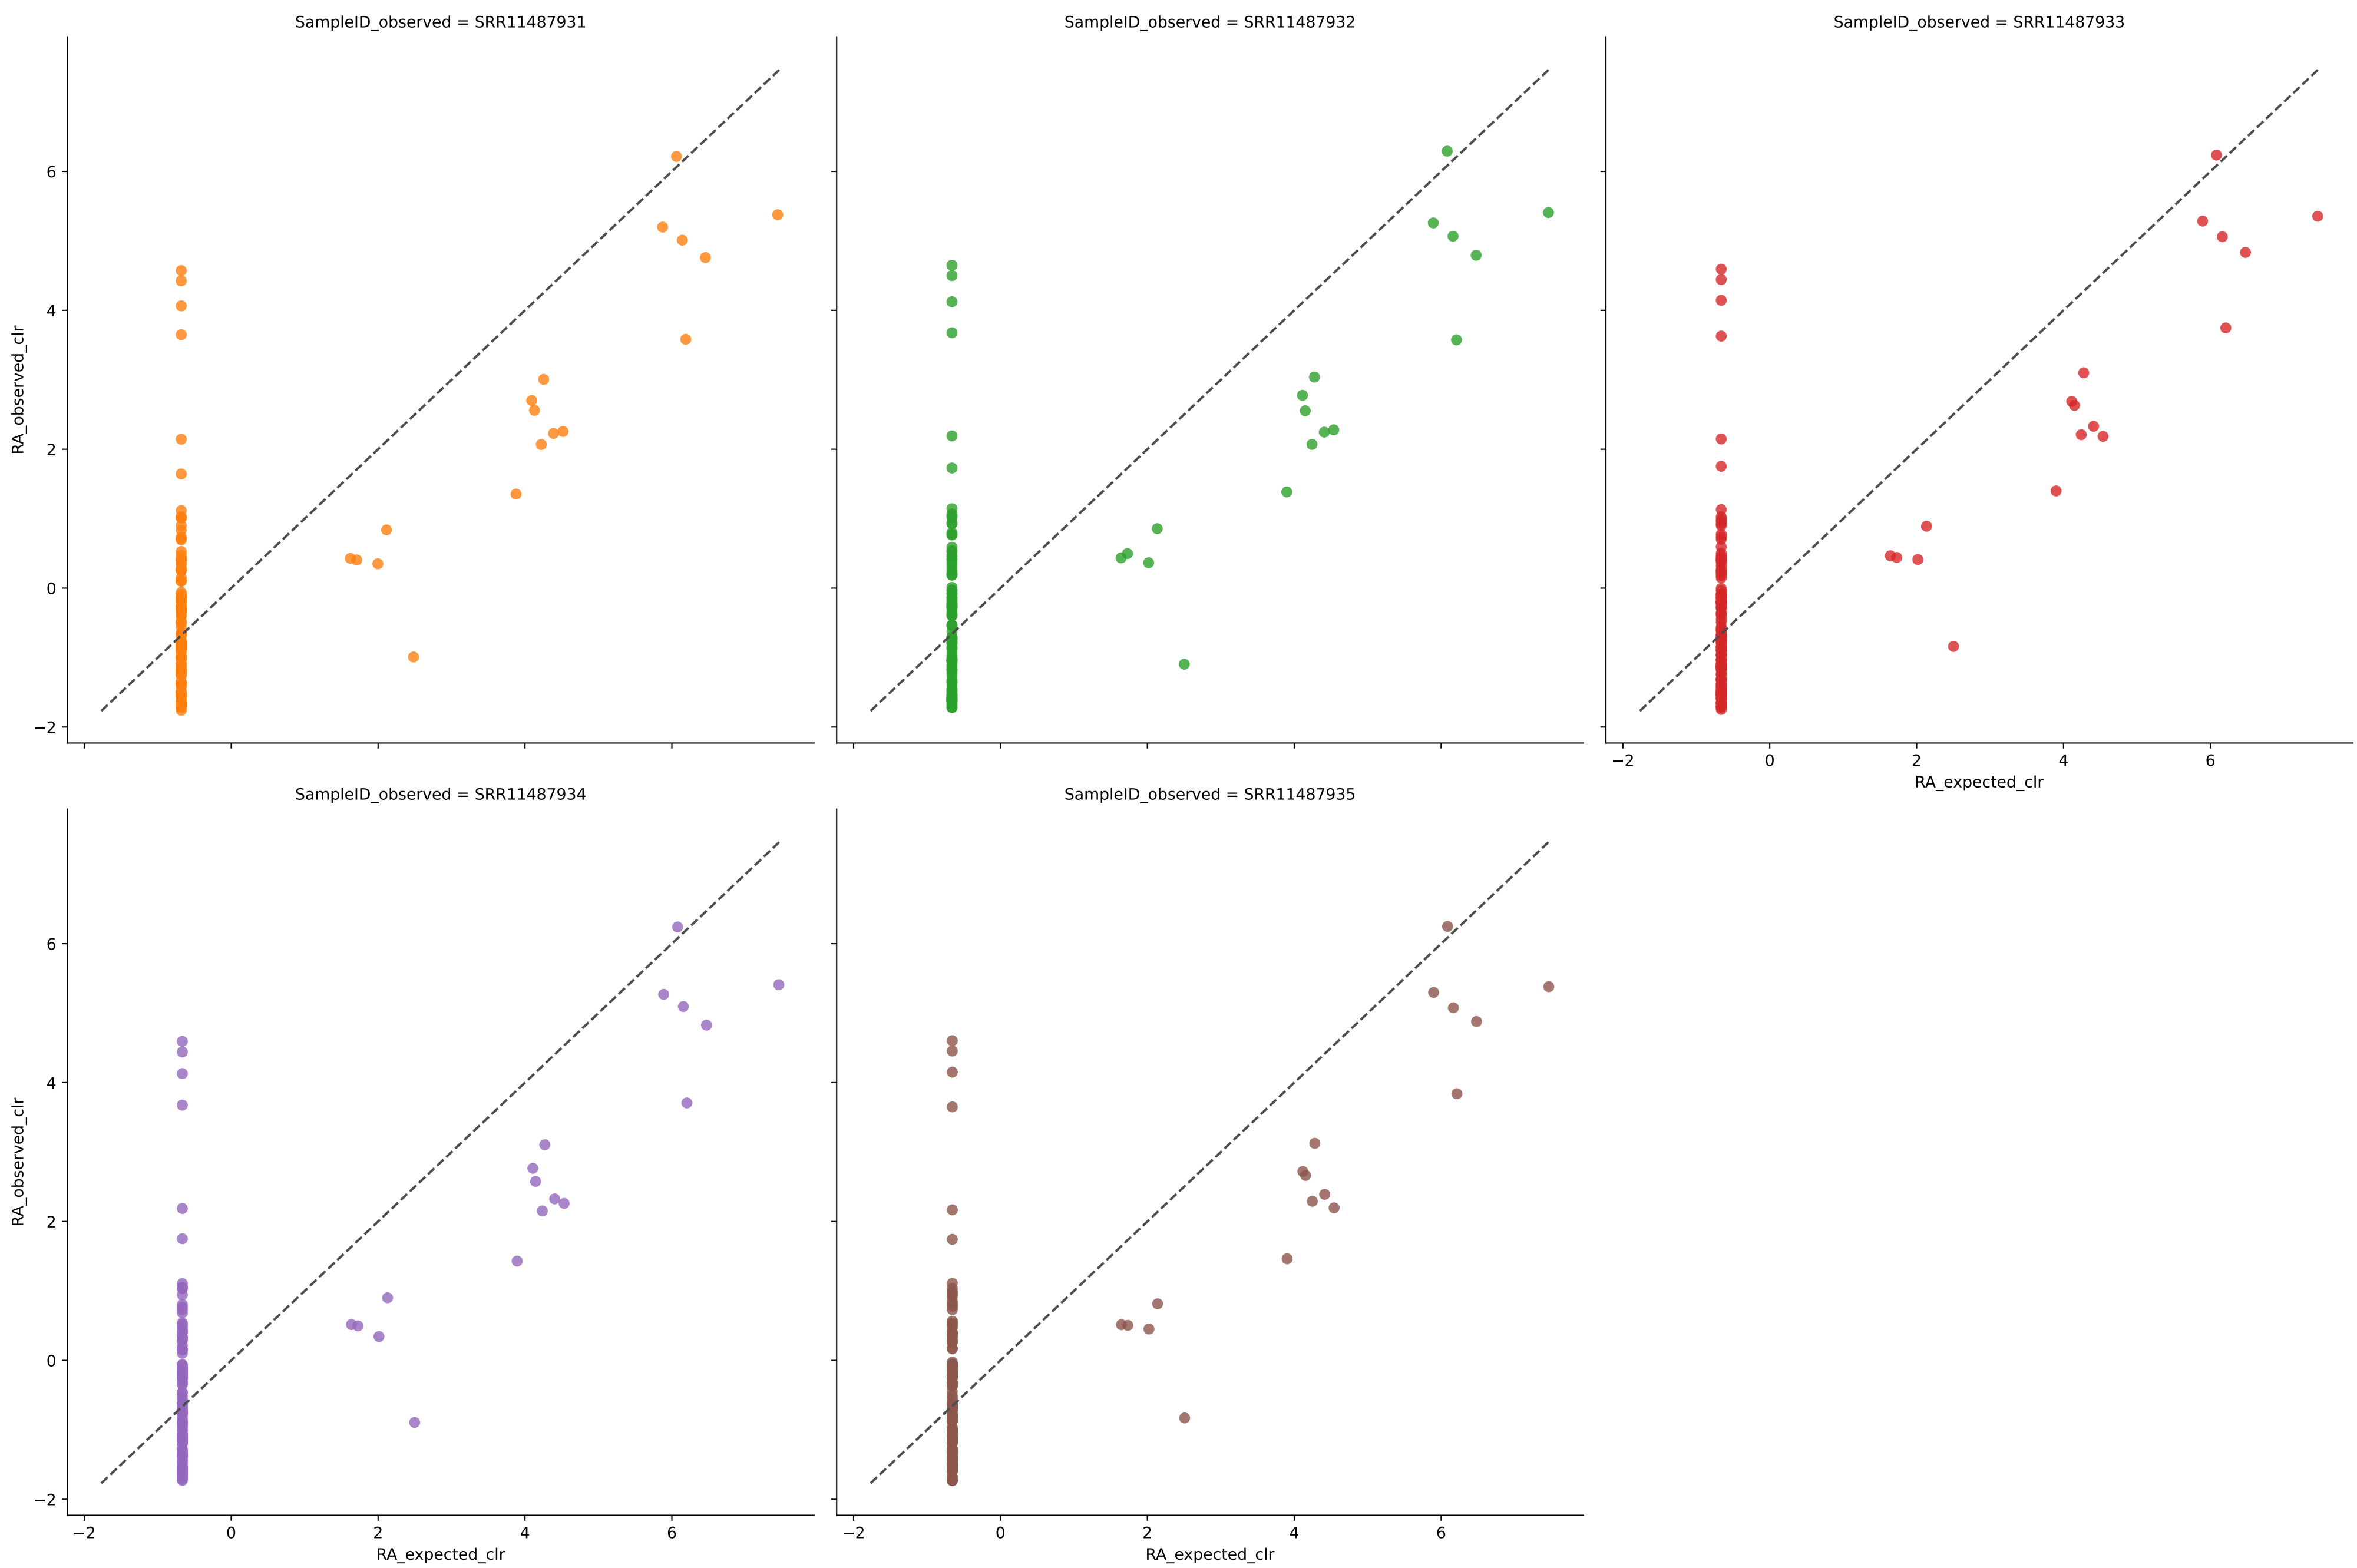 SampleID_observed = SRR11487931
SampleID_observed = SRR11487932
SampleID_observed = SRR11487933
RA_observed_clr
6
4
2
0
−2
−2
0
2
4
6
RA_expected_clr
SampleID_observed = SRR11487934
SampleID_observed = SRR11487935
RA_observed_clr
6
4
2
0
−2
−2
0
2
4
6
RA_expected_clr
−2
0
2
4
6
RA_expected_clr